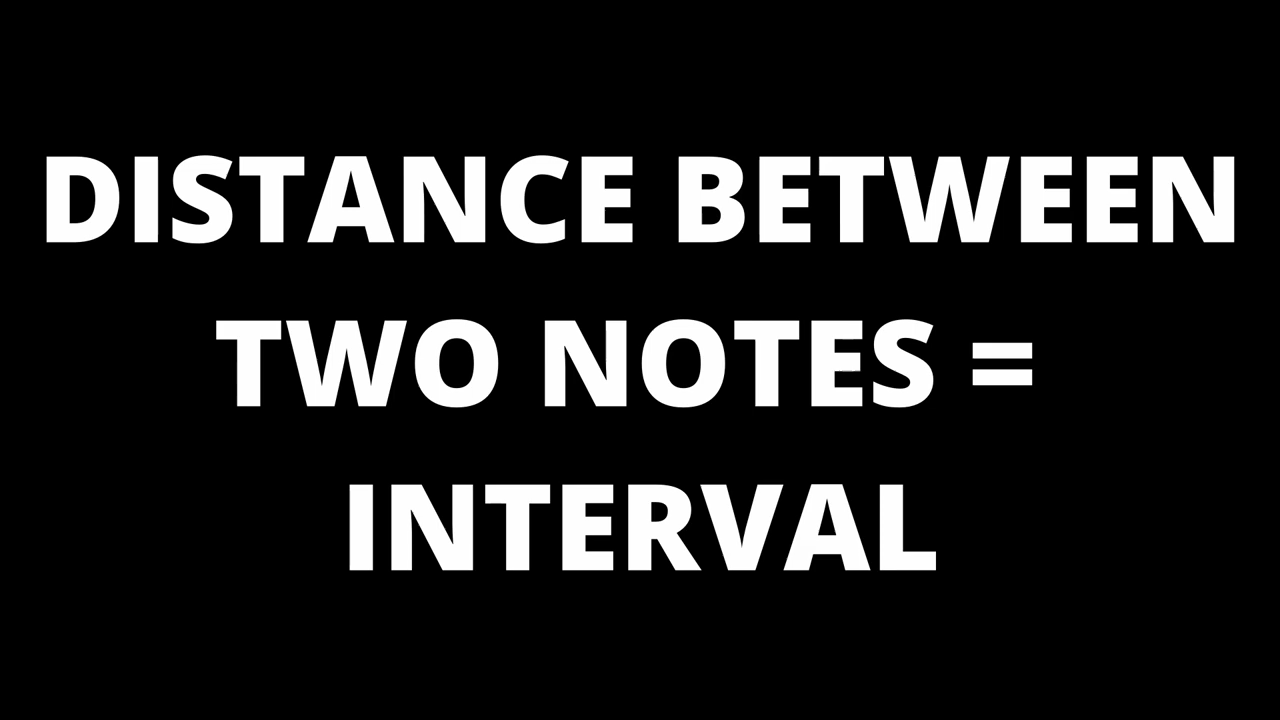 DISTANCE BETWEEN
TWO NOTES =
INTERVAL